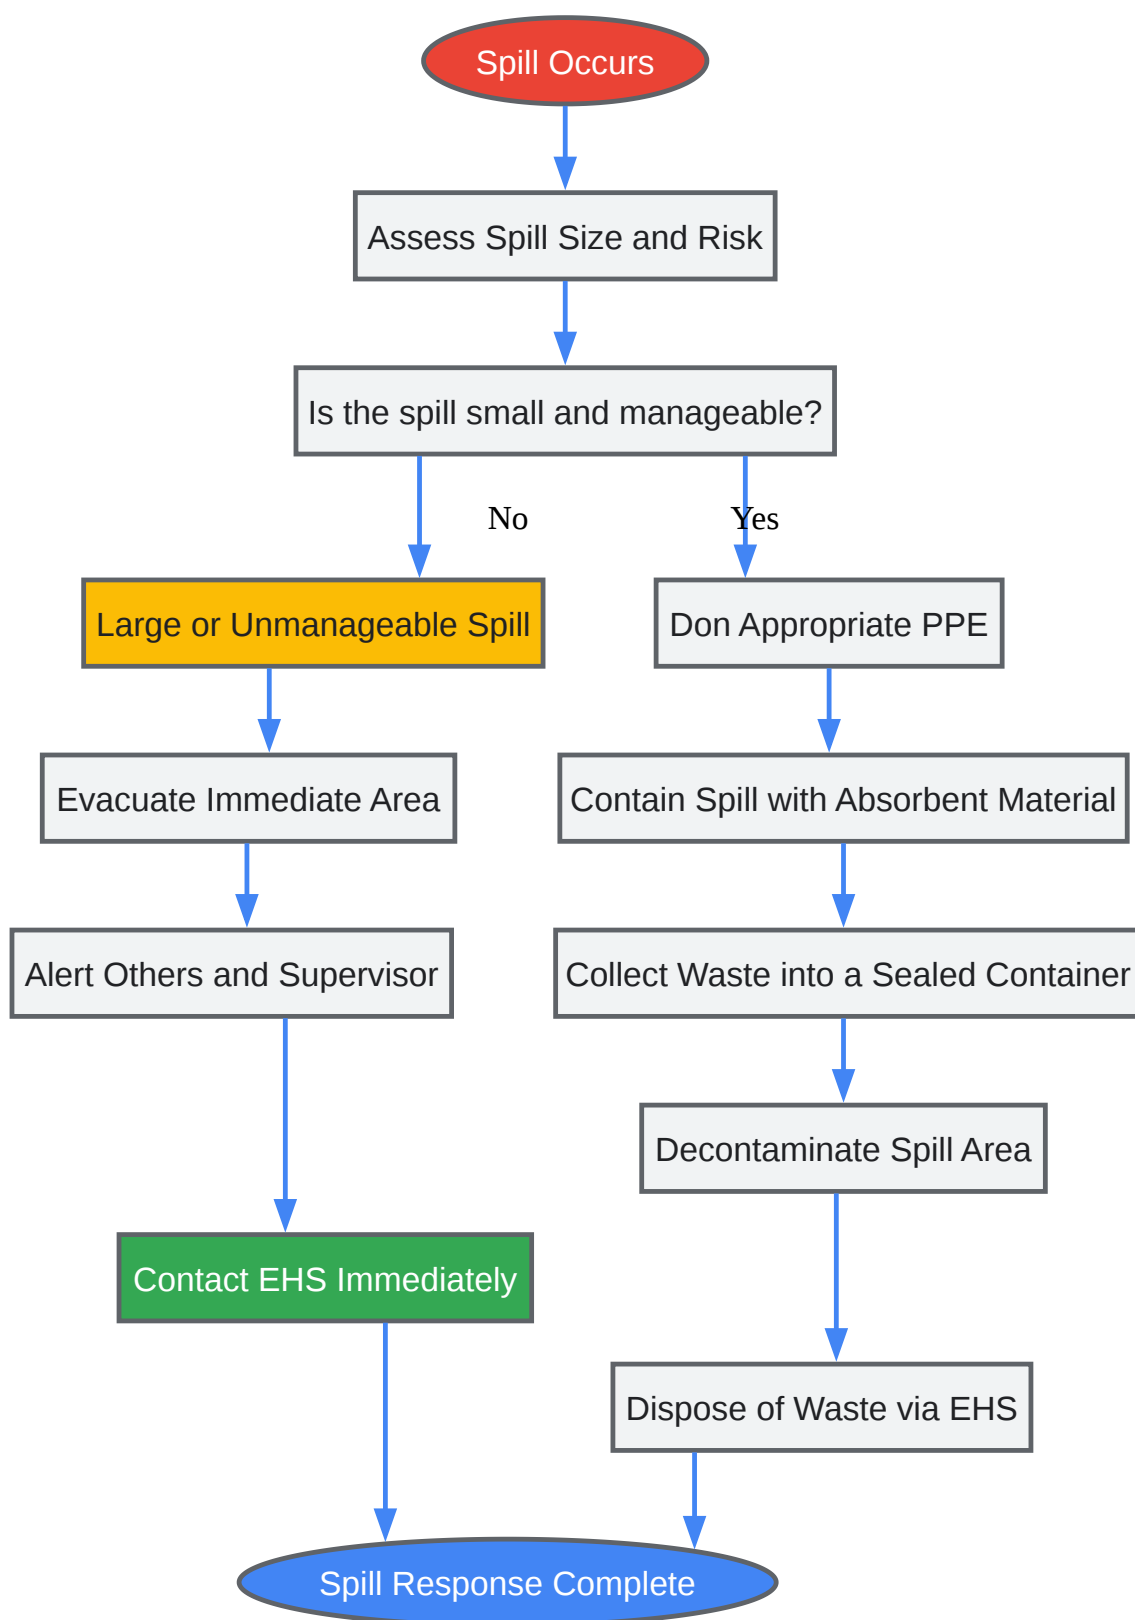 Spill Occurs
Assess Spill Size and Risk
Is the spill small and manageable?
No
Yes
Large or Unmanageable Spill
Don Appropriate PPE
Evacuate Immediate Area
Contain Spill with Absorbent Material
Alert Others and Supervisor
Collect Waste into a Sealed Container
Decontaminate Spill Area
Contact EHS Immediately
Dispose of Waste via EHS
Spill Response Complete